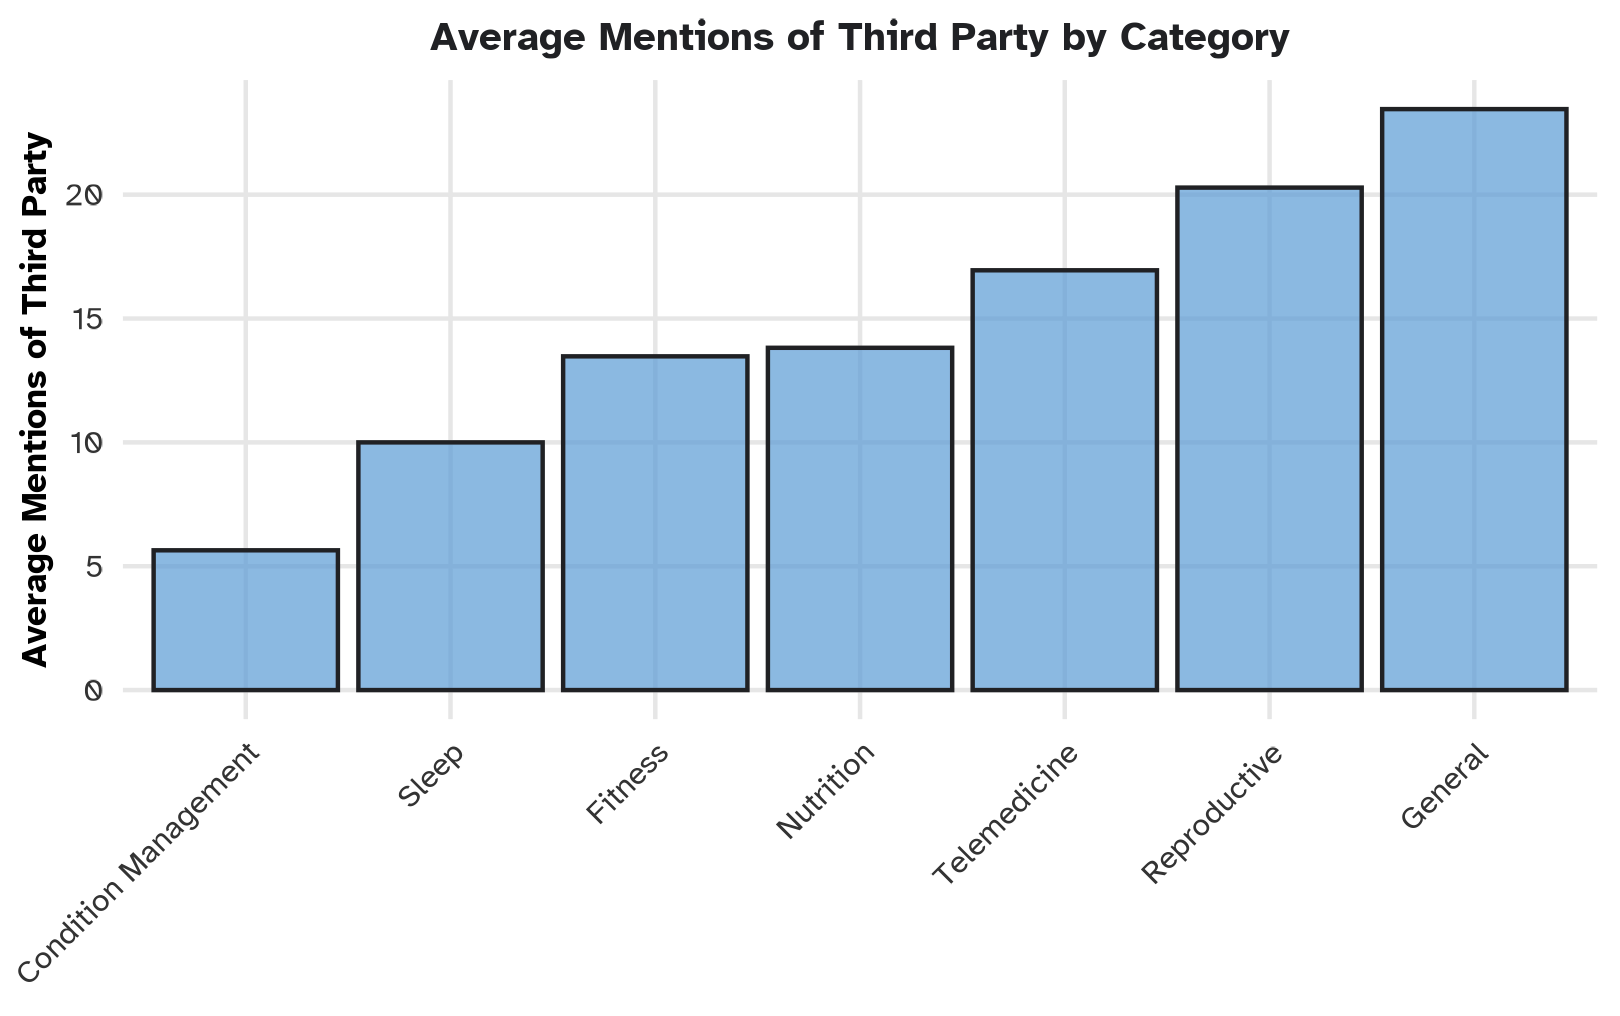 Average Mentions of Third Party by Category
Average Mentions of Third Party
20
15
10
5
0
Condition Management
Sleep
Fitness
Nutrition
Telemedicine
Reproductive
General